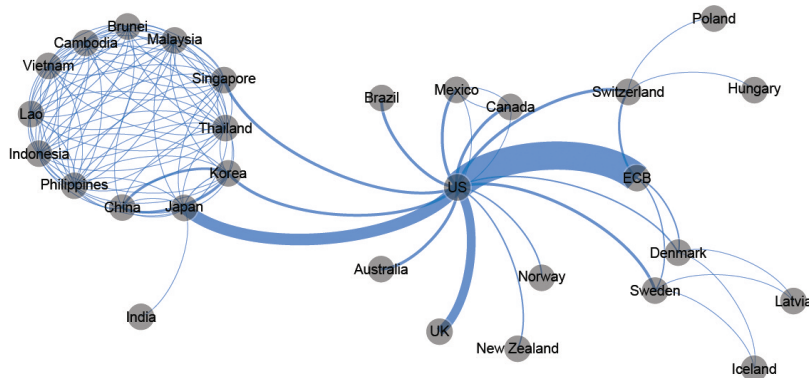 Poland
Brunei
Cambodia
Malaysia
Vietnam
Singapore
Mexico
Switzerland
Hungary
Brazil
Canada
Lao
Thailand
Indonesia
Korea
ECB
Philippines
US
China
Japan
Denmark
Australia
Norway
Sweden
Latvia
India
UK
New Zealand
Iceland